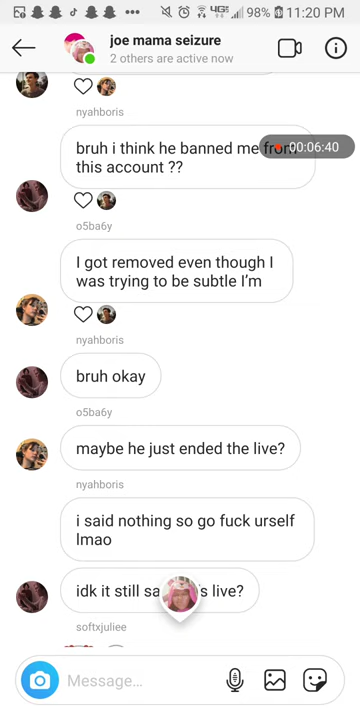 4G 98% 11:20 PM
joe mama seizure
2 others are active now
nyahboris
bruh i think he banned me from
this account ??
00:06:40
o5ba6y
I got removed even though I
was trying to be subtle I'm
nyahboris
bruh okay
o5ba6y
maybe he just ended the live?
nyahboris
i said nothing so go fuck urself
lmao
idk it still sa s live?
softxjuliee
Message...